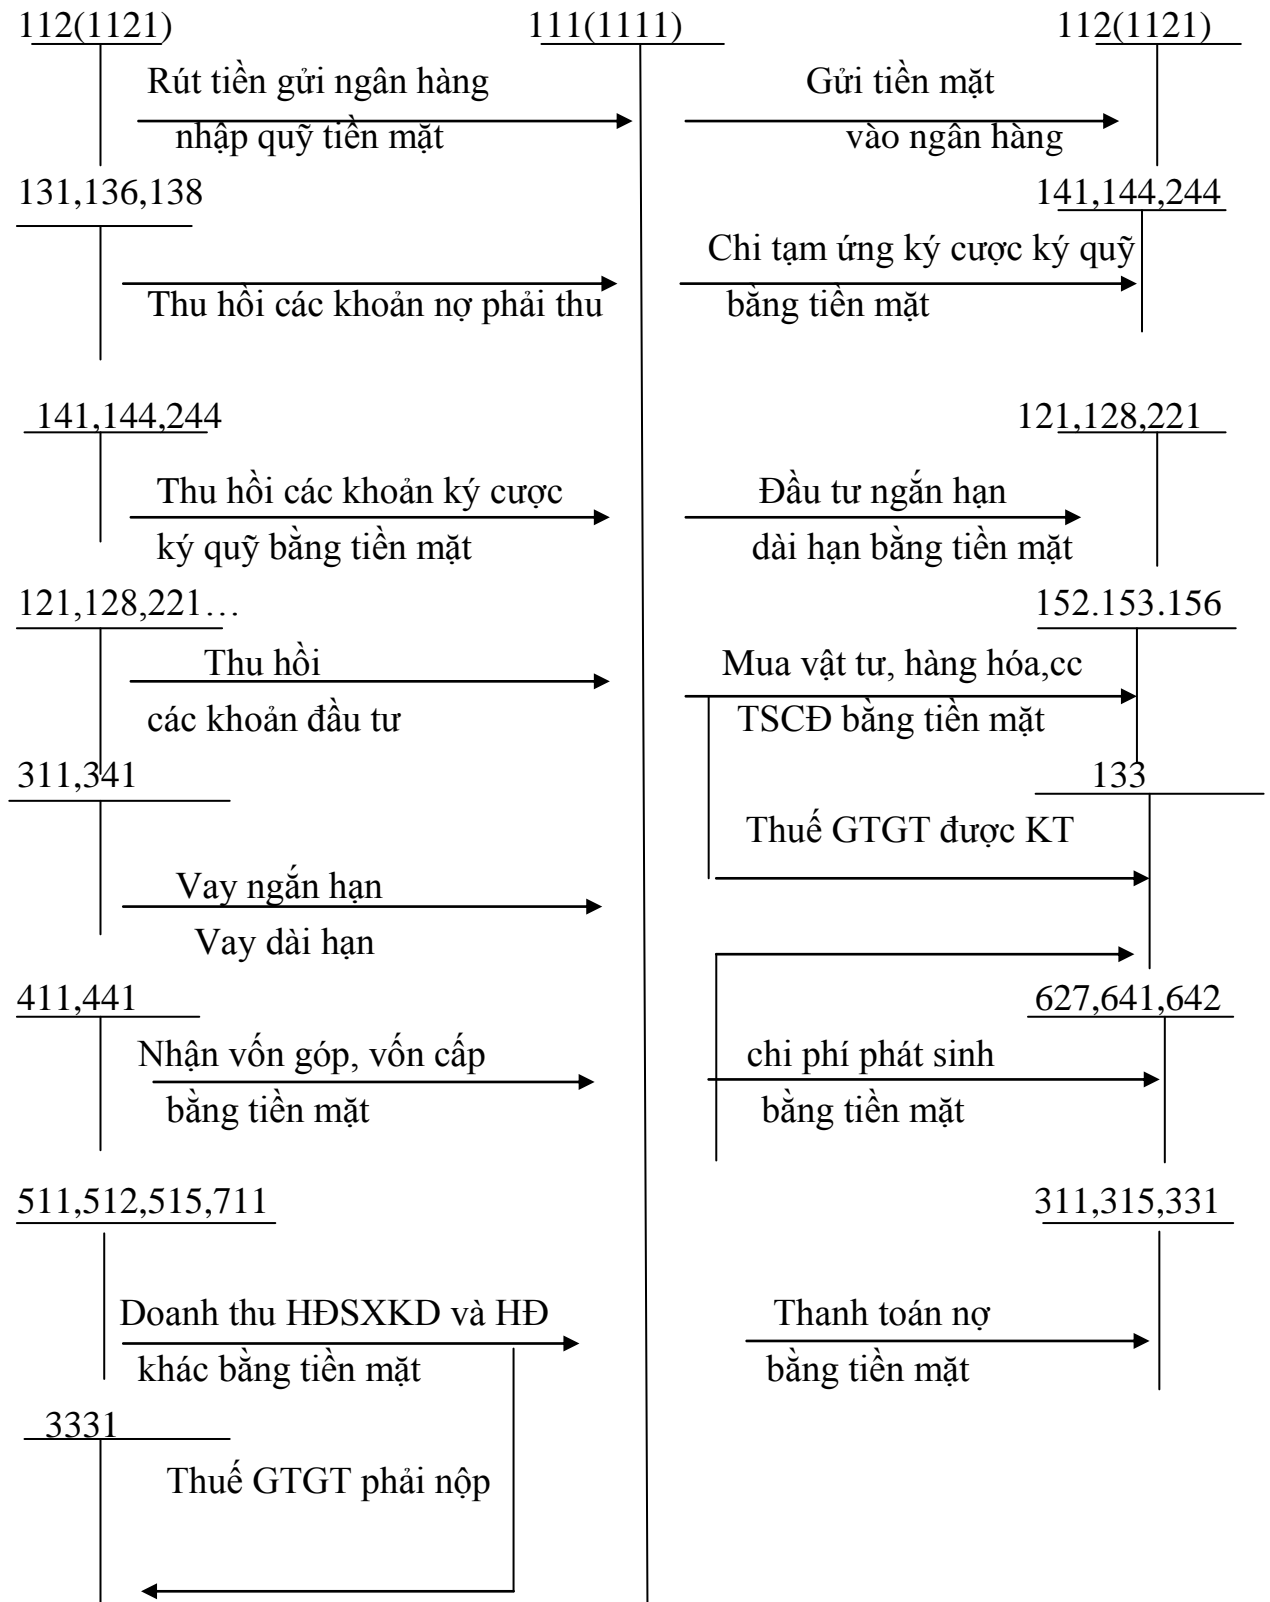 112(1121) 111(1111) 112(1121)
Rút tiền gửi ngân hàng Gửi tiền mặt
nhập quỹ tiền mặt vào ngân hàng
131,136,138 141,144,244
Chi tạm ứng ký cược ký quỹ
Thu hồi các khoản nợ phải thu bằng tiền mặt
141,144,244 121,128,221
Thu hồi các khoản ký cược Đầu tư ngắn hạn
ký quỹ bằng tiền mặt dài hạn bằng tiền mặt
121,128,221… 152.153.156
Thu hồi Mua vật tư, hàng hóa,cc
các khoản đầu tư TSCĐ bằng tiền mặt
311,341 133
Thuế GTGT được KT
Vay ngắn hạn
Vay dài hạn
411,441 627,641,642
Nhận vốn góp, vốn cấp chi phí phát sinh
bằng tiền mặt bằng tiền mặt
511,512,515,711 311,315,331
Doanh thu HĐSXKD và HĐ Thanh toán nợ
khác bằng tiền mặt bằng tiền mặt
3331
Thuế GTGT phải nộp